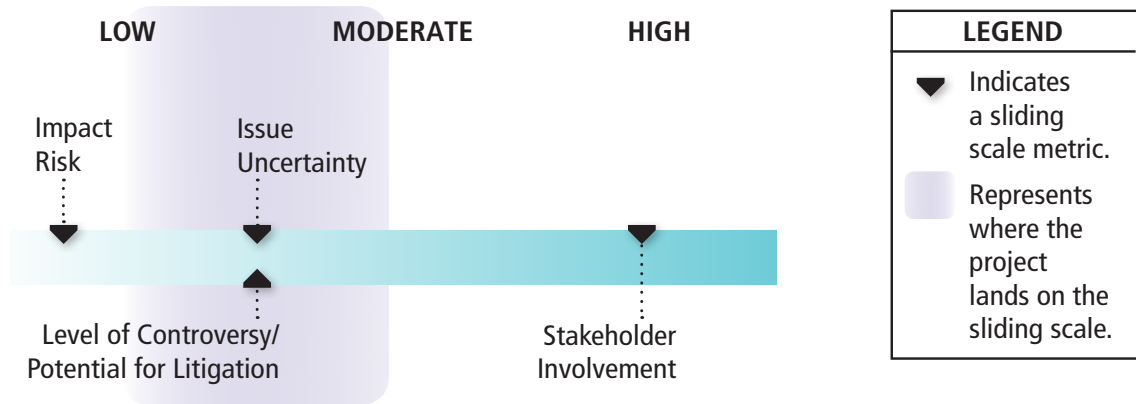 LOW MODERATE HIGH
Impact
Risk
Issue
Uncertainty
Level of Controversy/
Potential for Litigation
Stakeholder
Involvement
LEGEND
Indicates
a sliding
scale metric.
Represents
where the
project
lands on the
sliding scale.